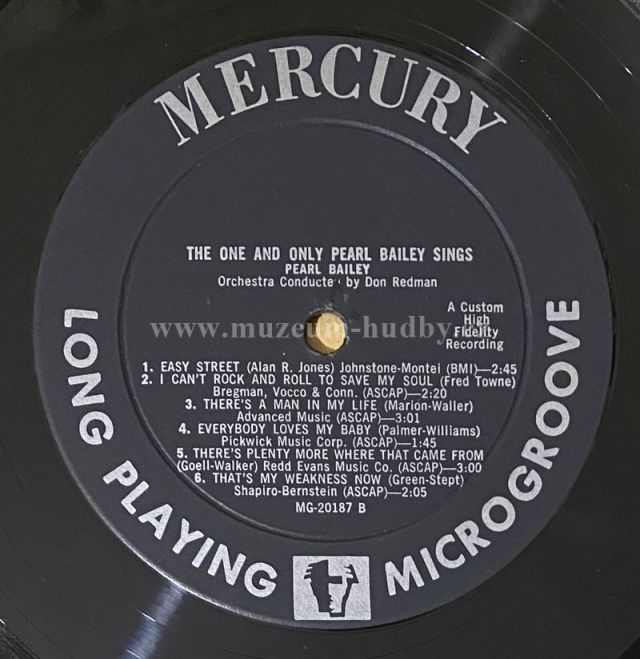 MERCURY
THE ONE AND ONLY PEARL BAILEY SINGS
PEARL BAILEY
Orchestra Conducted by Don Redman
A Custom
High
Fidelity
Recording
www.muzeum-hudby.
1. EASY STREET (Alan R. Jones) Johnstone-Montei (BMI)—2:45
2. I CAN'T ROCK AND ROLL TO SAVE MY SOUL (Fred Towne)
Bregman, Vocco & Conn. (ASCAP)—2:20
3. THERE'S A MAN IN MY LIFE (Marion-Waller)
Advanced Music (ASCAP)—3:01
4. EVERYBODY LOVES MY BABY (Palmer-Williams)
Pickwick Music Corp. (ASCAP)—1:45
5. THERE'S PLENTY MORE WHERE THAT CAME FROM
(Goell-Walker) Redd Evans Music Co. (ASCAP)—3:00
6. THAT'S MY WEAKNESS NOW (Green-Stept)
Shapiro-Bernstein (ASCAP)—2:05
MG-20187 B
LONG PLAYING MICROGROOVE